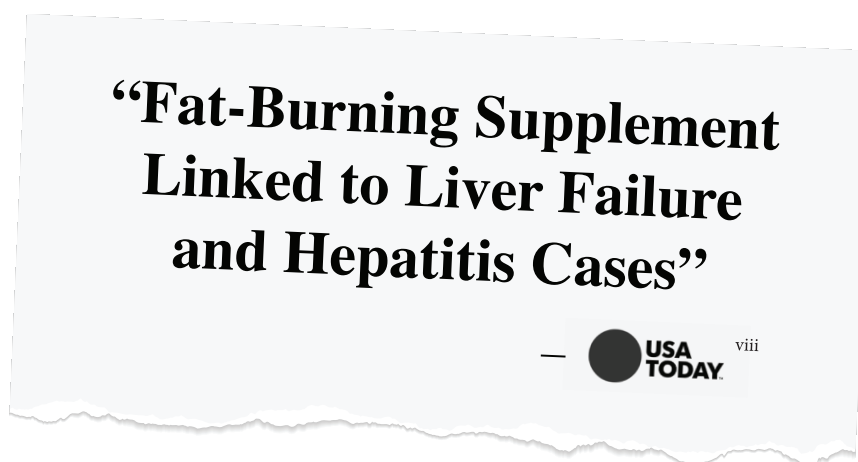 “Fat-Burning Supplement
Linked to Liver Failure
and Hepatitis Cases”
— USA TODAY viii